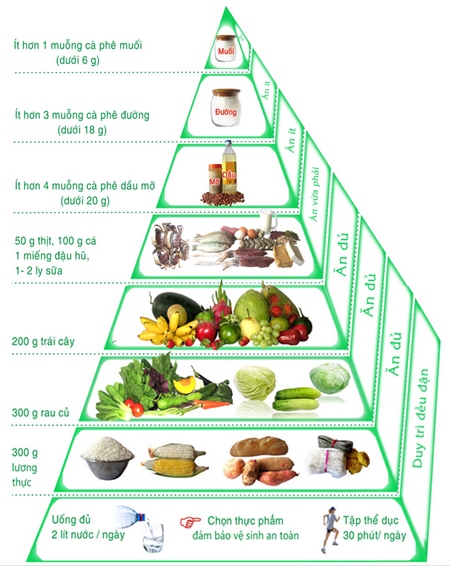 Ít hơn 1 muỗng cà phê muối
(dưới 6 g)
Muối
Ăn ít
Ít hơn 3 muỗng cà phê đường
(dưới 18 g)
Đường
Ăn ít
Ít hơn 4 muỗng cà phê dầu mỡ
(dưới 20 g)
Mỡ
Dầu
Ăn vừa phải
50 g thịt, 100 g cá
1 miếng đậu hũ,
1- 2 ly sữa
Ăn đủ
200 g trái cây
Ăn đủ
300 g rau củ
Ăn đủ
300 g
lương
thực
Duy trì đều đặn
Uống đủ
2 lít nước / ngày
Chọn thực phẩm
đảm bảo vệ sinh an toàn
Tập thể dục
30 phút/ ngày